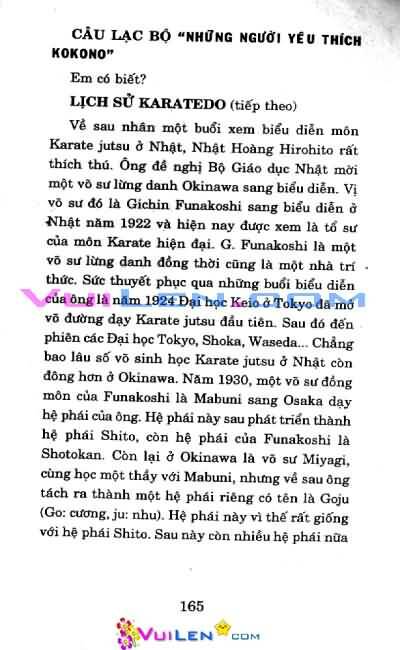 CÂU LẠC BỘ “NHỮNG NGƯỜI YÊU THÍCH
KOKONO”
Em có biết?
LỊCH SỬ KARATEDO (tiếp theo)
Về sau nhân một buổi xem biểu diễn môn
Karate jutsu ở Nhật, Nhật Hoàng Hirohito rất
thích thú. Ông đề nghị Bộ Giáo dục Nhật mời
một võ sư lừng danh Okinawa sang biểu diễn. Vị
võ sư đó là Gichin Funakoshi sang biểu diễn ở
Nhật năm 1922 và hiện nay được xem là tổ sư
của môn Karate hiện đại. G. Funakoshi là một
võ sư lừng danh đồng thời cũng là một nhà trí
thức. Sức thuyết phục qua những buổi biểu diễn
của ông là năm 1924 Đại học Keio ở Tokyo đã mở
võ đường dạy Karate jutsu đầu tiên. Sau đó đến
phiên các Đại học Tokyo, Shoka, Waseda... Chẳng
bao lâu số võ sinh học Karate jutsu ở Nhật còn
đông hơn ở Okinawa. Năm 1930, một võ sư đồng
môn của Funakoshi là Mabuni sang Osaka dạy
hệ phái của ông. Hệ phái này sau phát triển thành
hệ phái Shito, còn hệ phái của Funakoshi là
Shotokan. Còn lại ở Okinawa là võ sư Miyagi,
cùng học một thầy với Mabuni, nhưng về sau ông
tách ra thành một hệ phái riêng có tên là Goju
(Go: cương, ju: nhu). Hệ phái này vì thế rất giống
với hệ phái Shito. Sau này còn nhiều hệ phái nữa
165
VUILEN.COM
VUILEN.COM